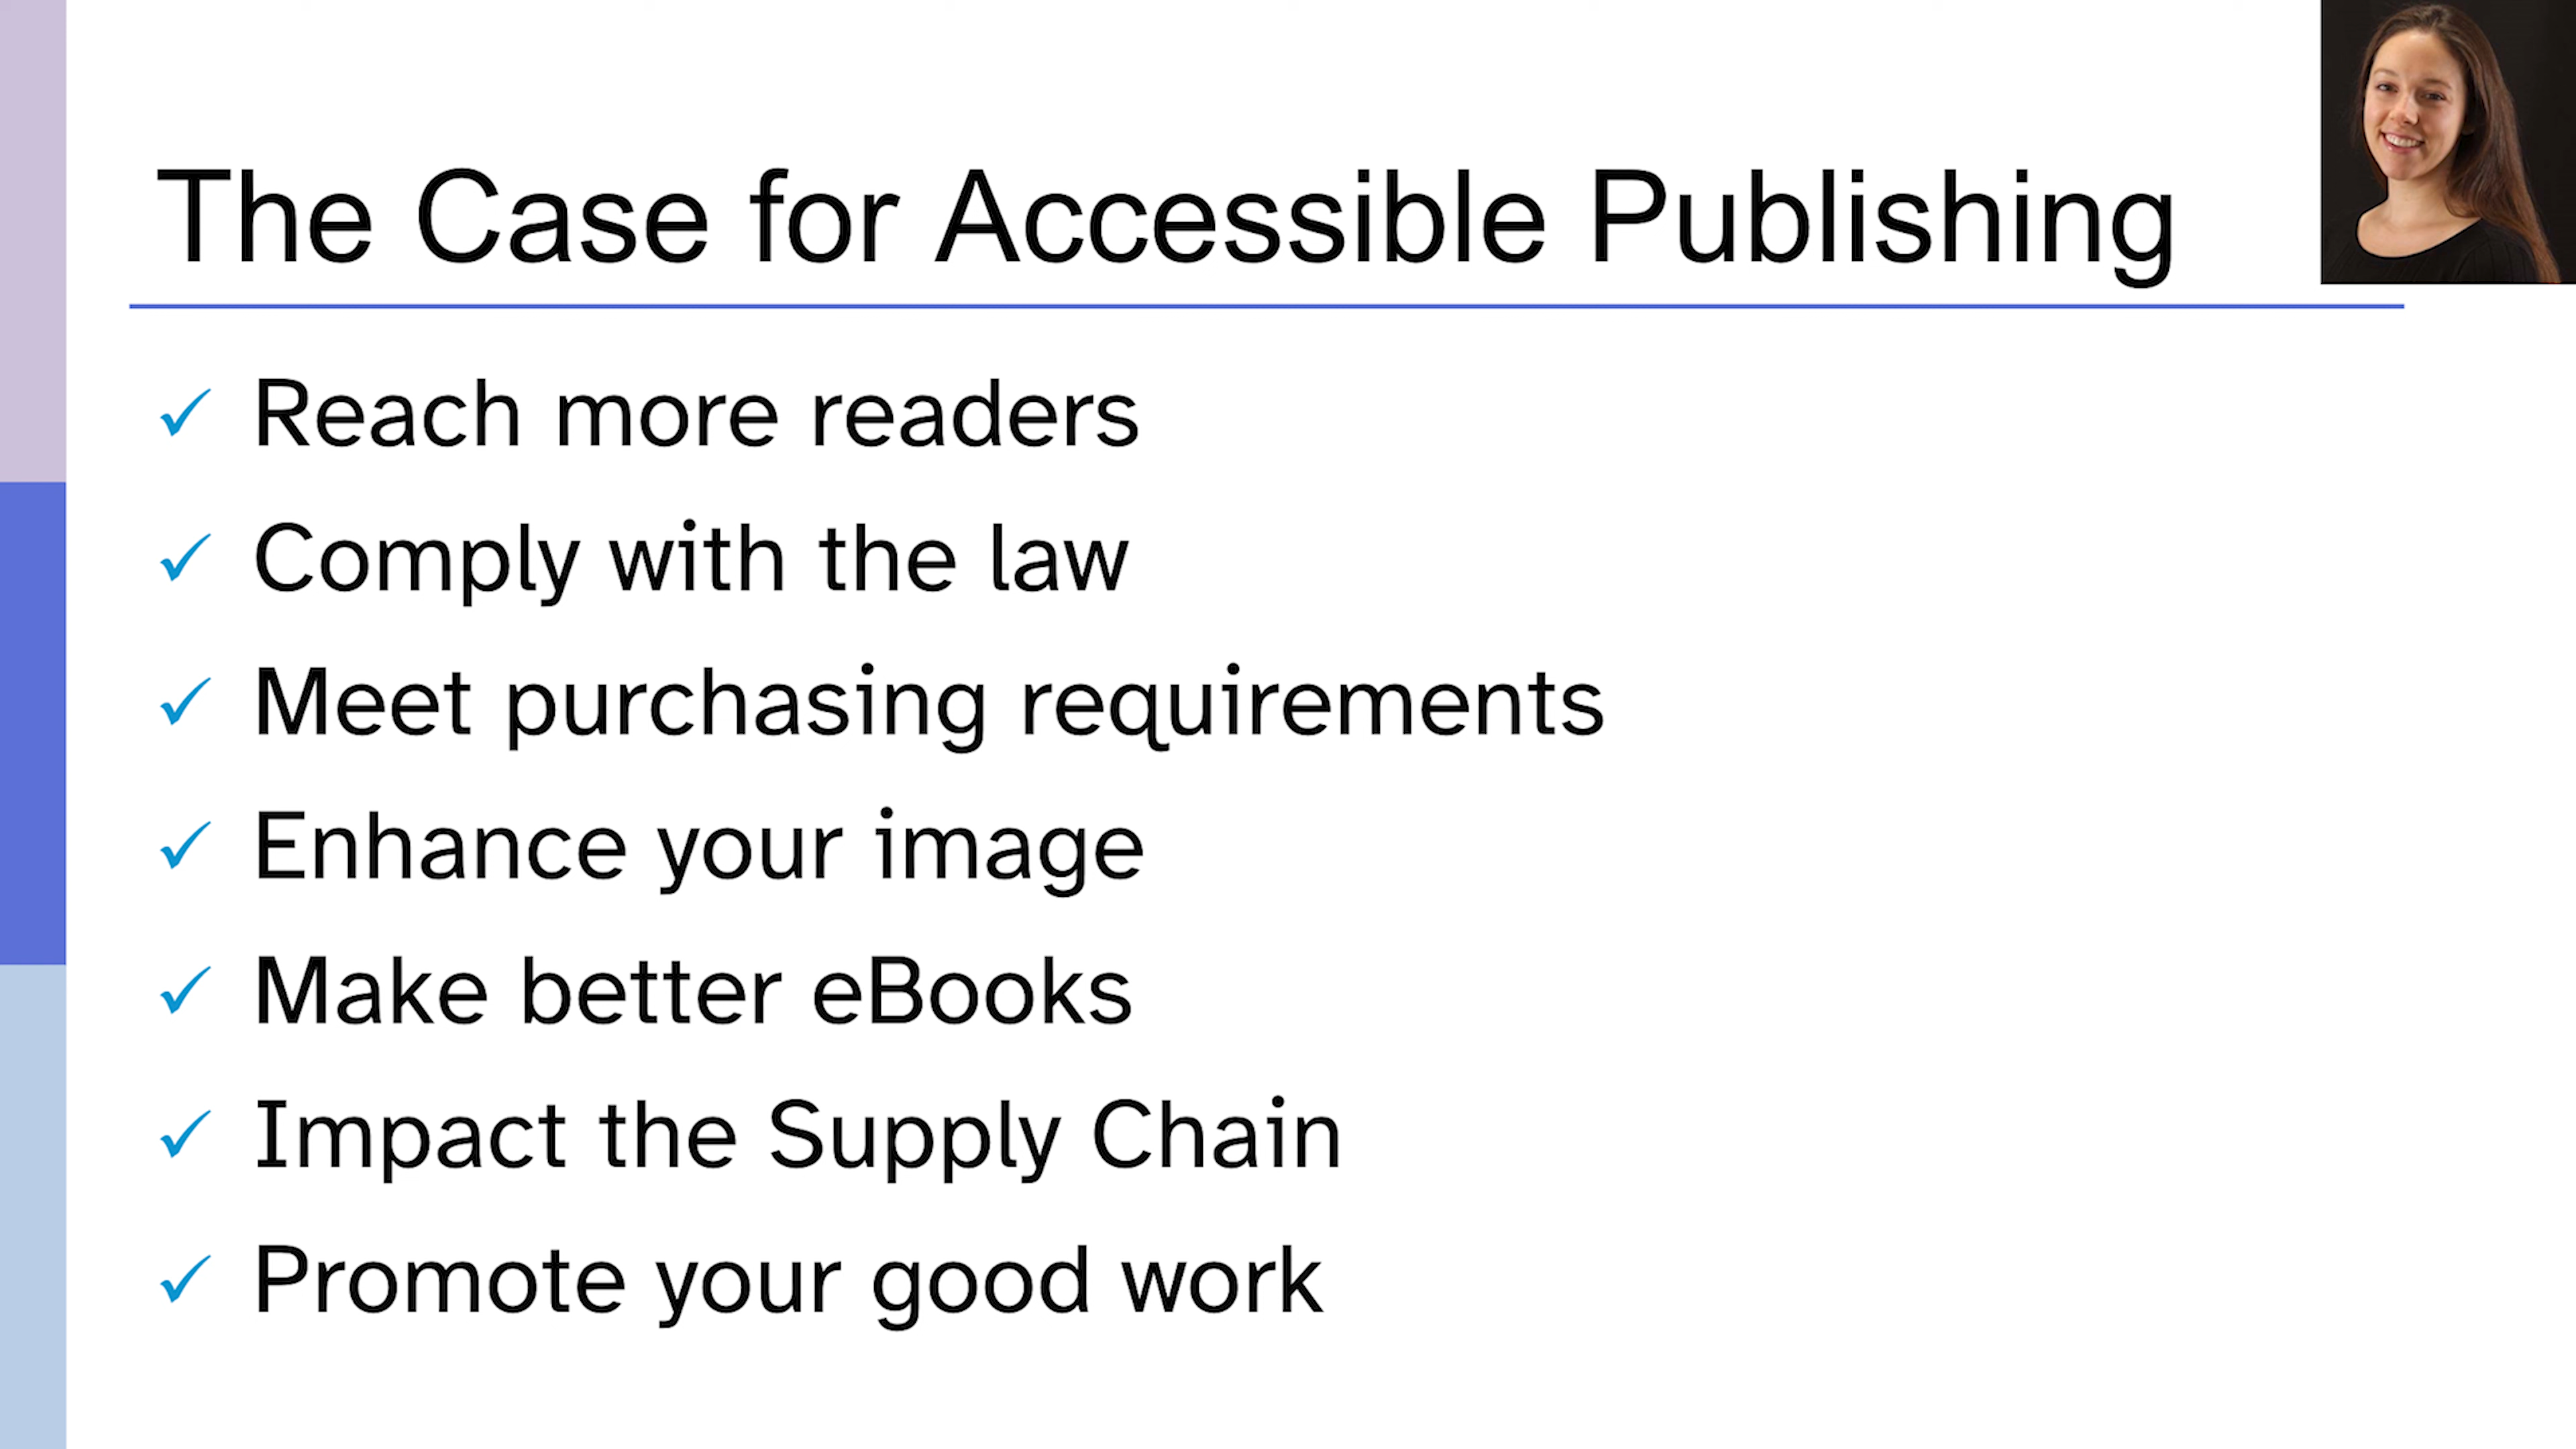 The Case for Accessible Publishing
✓ Reach more readers
✓ Comply with the law
✓ Meet purchasing requirements
✓ Enhance your image
✓ Make better eBooks
✓ Impact the Supply Chain
✓ Promote your good work